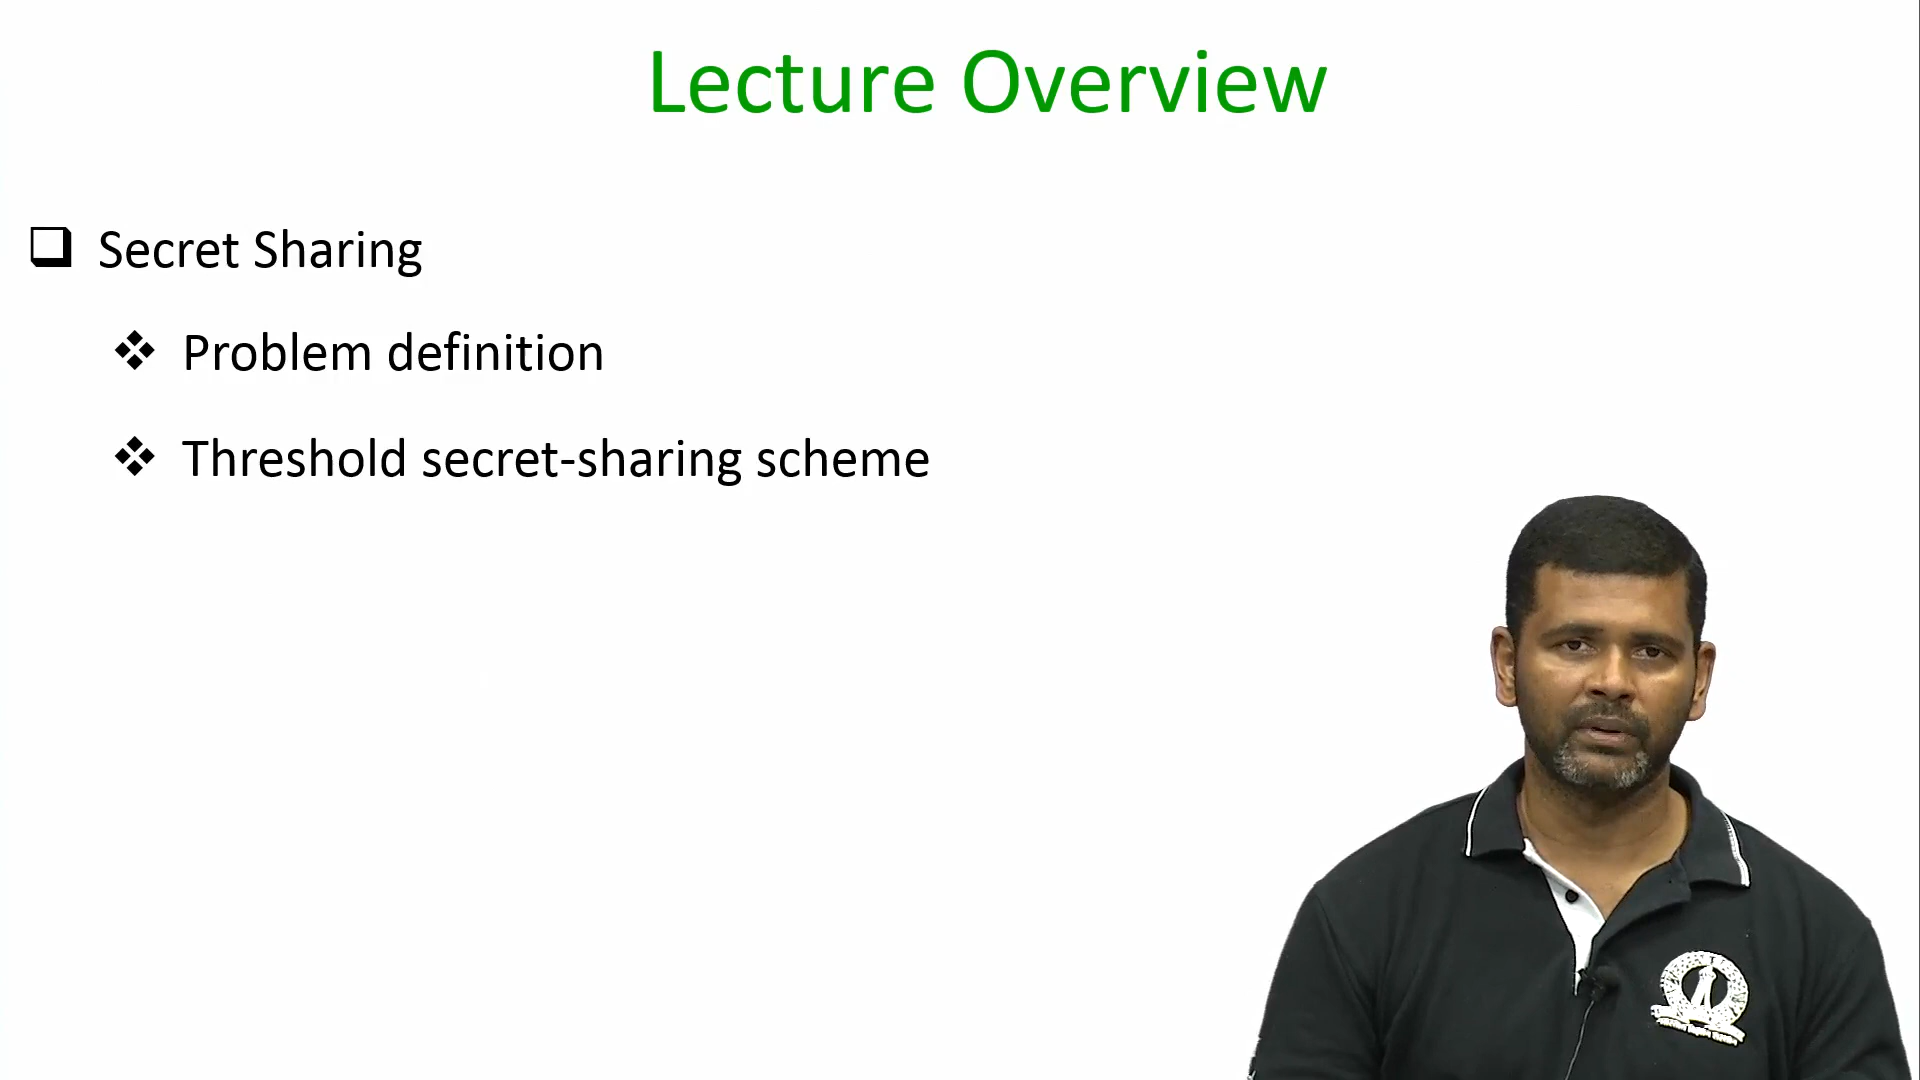 Lecture Overview
Secret Sharing
Problem definition
Threshold secret-sharing scheme